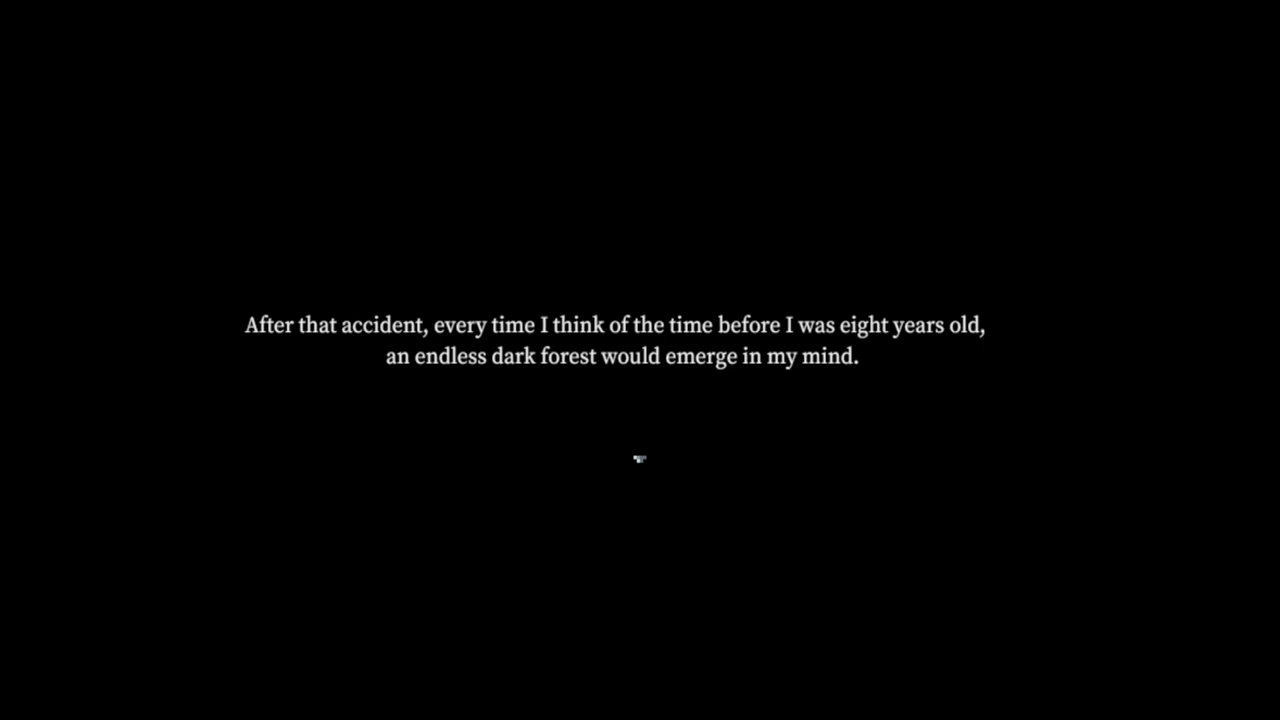 After that accident, every time I think of the time before I was eight years old,
an endless dark forest would emerge in my mind.